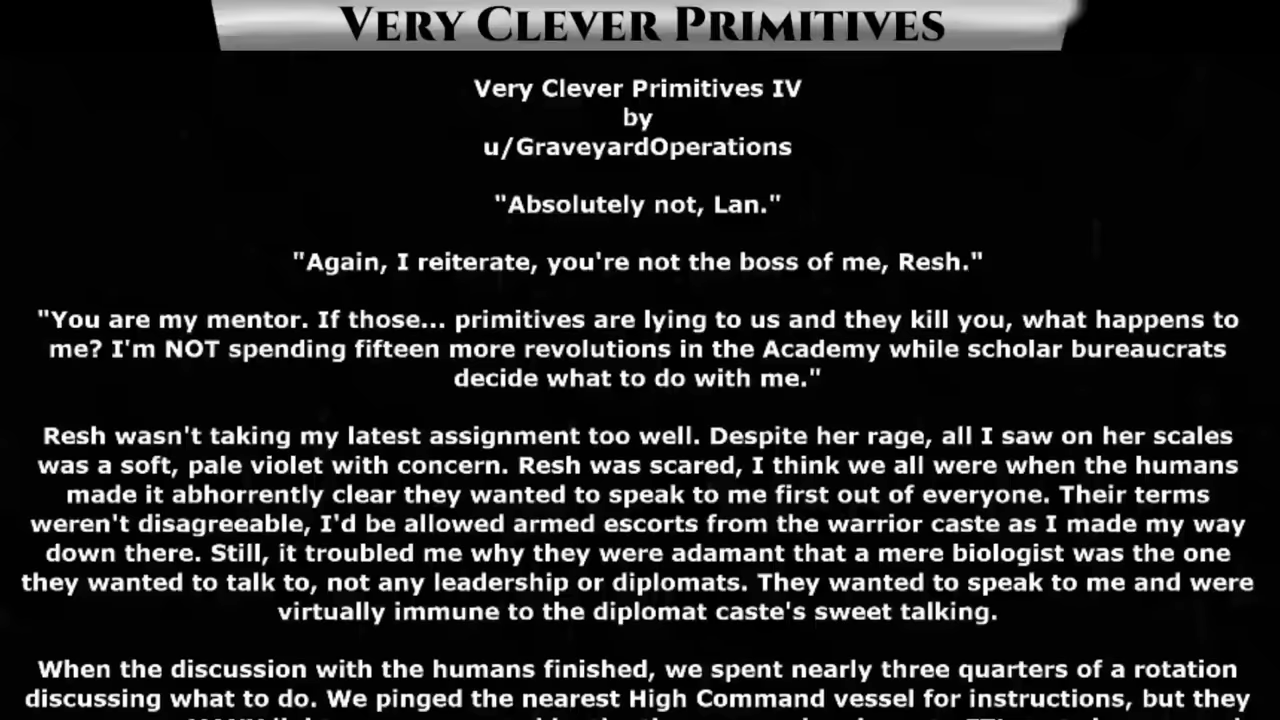 VERY CLEVER PRIMITIVES
Very Clever Primitives IV
by
u/GraveyardOperations
"Absolutely not, Lan."
"Again, I reiterate, you're not the boss of me, Resh."
"You are my mentor. If those... primitives are lying to us and they kill you, what happens to
me? I'm NOT spending fifteen more revolutions in the Academy while scholar bureaucrats
decide what to do with me."
Resh wasn't taking my latest assignment too well. Despite her rage, all I saw on her scales
was a soft, pale violet with concern. Resh was scared, I think we all were when the humans
made it abhorrently clear they wanted to speak to me first out of everyone. Their terms
weren't disagreeable, I'd be allowed armed escorts from the warrior caste as I made my way
down there. Still, it troubled me why they were adamant that a mere biologist was the one
they wanted to talk to, not any leadership or diplomats. They wanted to speak to me and were
virtually immune to the diplomat caste's sweet talking.
When the discussion with the humans finished, we spent nearly three quarters of a rotation
discussing what to do. We pinged the nearest High Command vessel for instructions, but they